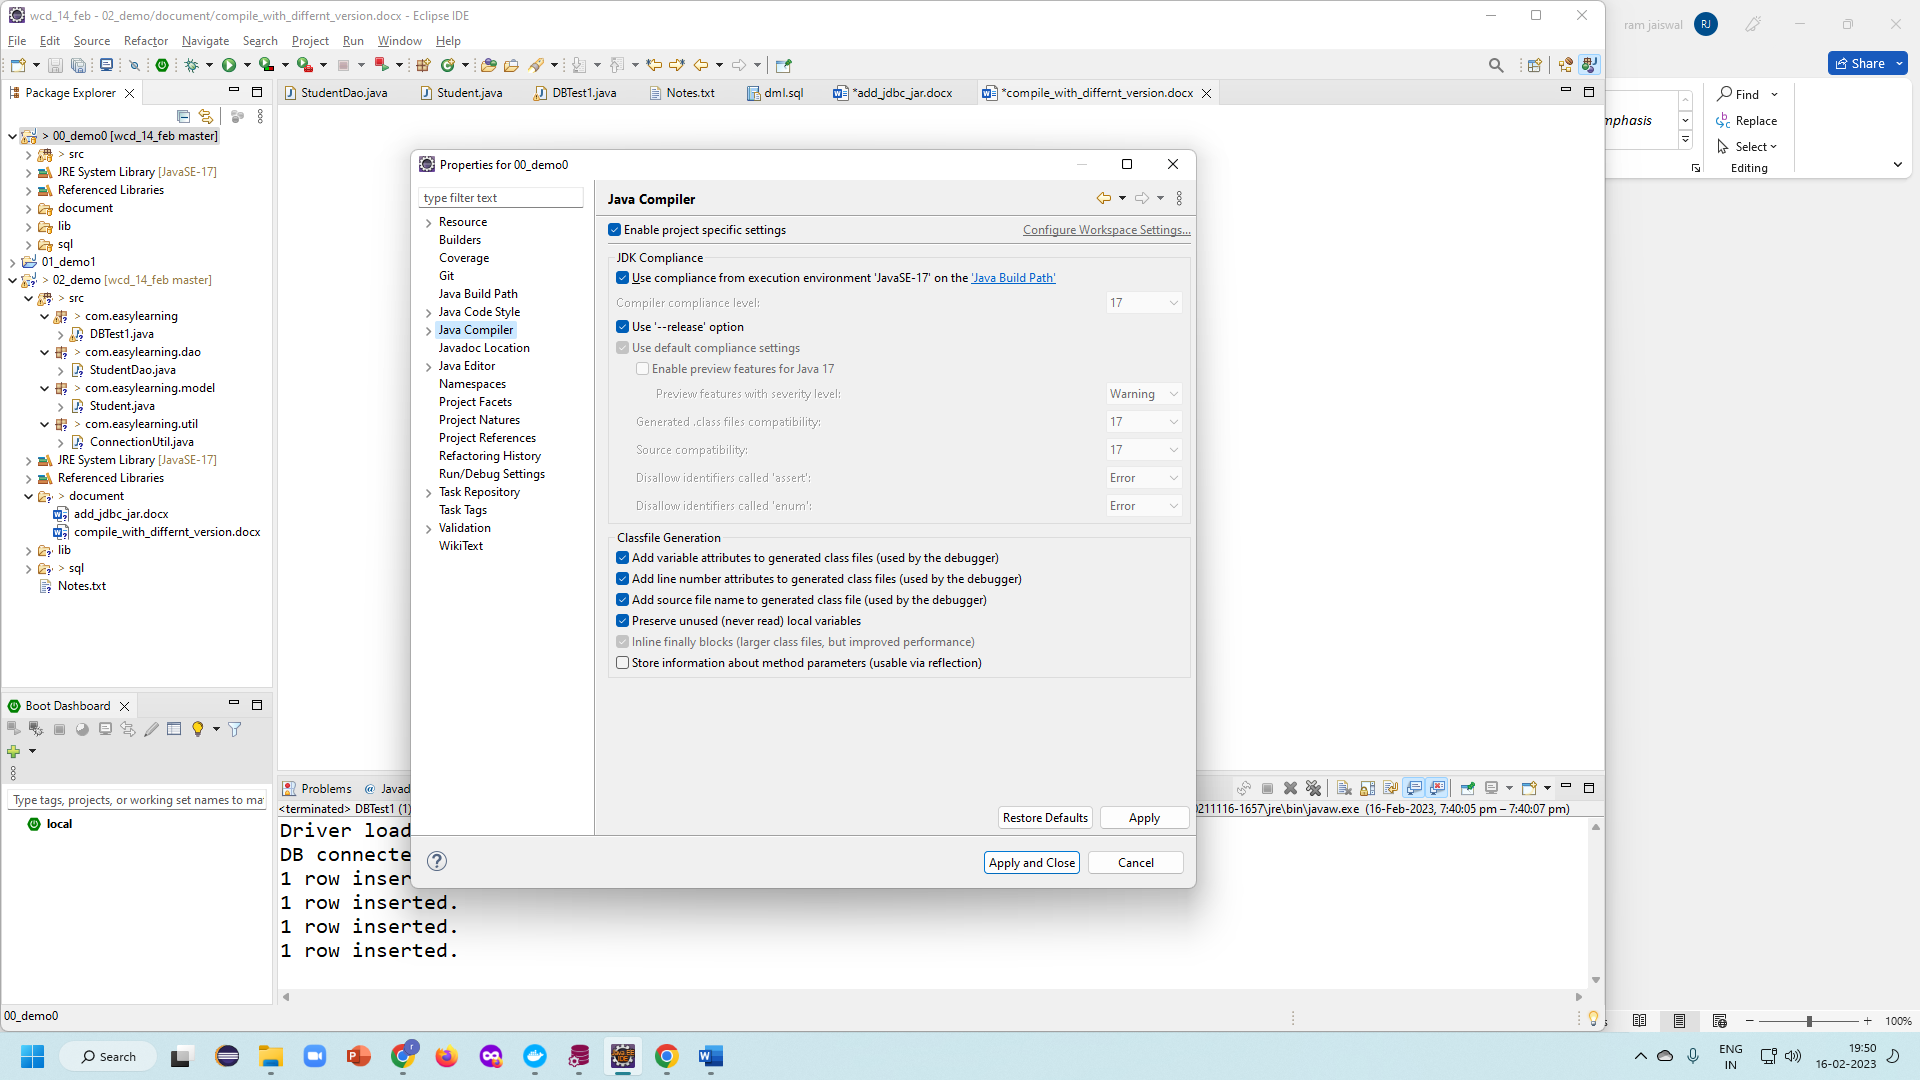 wcd_14_feb - 02_demo/document/compile_with_differnt_version.docx - Eclipse IDE
ram jaiswal
RJ
File Edit Source Refactor Navigate Search Project Run Window Help
Share
Package Explorer
StudentDao.java
Student.java
DBTest1.java
Notes.txt
dml.sql
*add_jdbc_jar.docx
*compile_with_differnt_version.docx
mphasis
Find
Replace
Select
Editing
> 00_demo0 [wcd_14_feb master]
> src
JRE System Library [JavaSE-17]
Referenced Libraries
document
lib
sql
01_demo1
> 02_demo [wcd_14_feb master]
> src
> com.easylearning
DBTest1.java
> com.easylearning.dao
StudentDao.java
> com.easylearning.model
Student.java
> com.easylearning.util
ConnectionUtil.java
JRE System Library [JavaSE-17]
Referenced Libraries
> document
add_jdbc_jar.docx
compile_with_differnt_version.docx
> lib
> sql
Notes.txt
Properties for 00_demo0
type filter text
Resource
Builders
Coverage
Git
Java Build Path
Java Code Style
Java Compiler
Javadoc Location
Java Editor
Namespaces
Project Facets
Project Natures
Project References
Refactoring History
Run/Debug Settings
Task Repository
Task Tags
Validation
WikiText
Java Compiler
Enable project specific settings
Configure Workspace Settings...
JDK Compliance
Use compliance from execution environment 'JavaSE-17' on the 'Java Build Path'
Compiler compliance level: 17
Use '--release' option
Use default compliance settings
Enable preview features for Java 17
Preview features with severity level: Warning
Generated .class files compatibility: 17
Source compatibility: 17
Disallow identifiers called 'assert': Error
Disallow identifiers called 'enum': Error
Classfile Generation
Add variable attributes to generated class files (used by the debugger)
Add line number attributes to generated class files (used by the debugger)
Add source file name to generated class file (used by the debugger)
Preserve unused (never read) local variables
Inline finally blocks (larger class files, but improved performance)
Store information about method parameters (usable via reflection)
Restore Defaults
Apply
Apply and Close
Cancel
Boot Dashboard
Type tags, projects, or working set names to ma
local
Problems
@ Javad
<terminated> DBTest1 (1)
0211116-1657\jre\bin\javaw.exe (16-Feb-2023, 7:40:05 pm – 7:40:07 pm)
Driver load
DB connecte
1 row inser
1 row inserted.
1 row inserted.
1 row inserted.
00_demo0
100%
Search
r
ENG
IN
19:50
16-02-2023